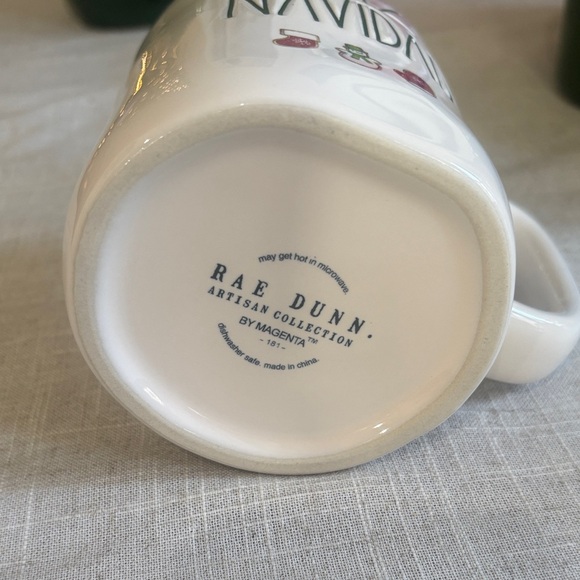 NAVIDA
may get hot in microwave.
RAE DUNN.
ARTISAN COLLECTION
BY MAGENTA™
- 181 -
dishwasher safe. made in china.